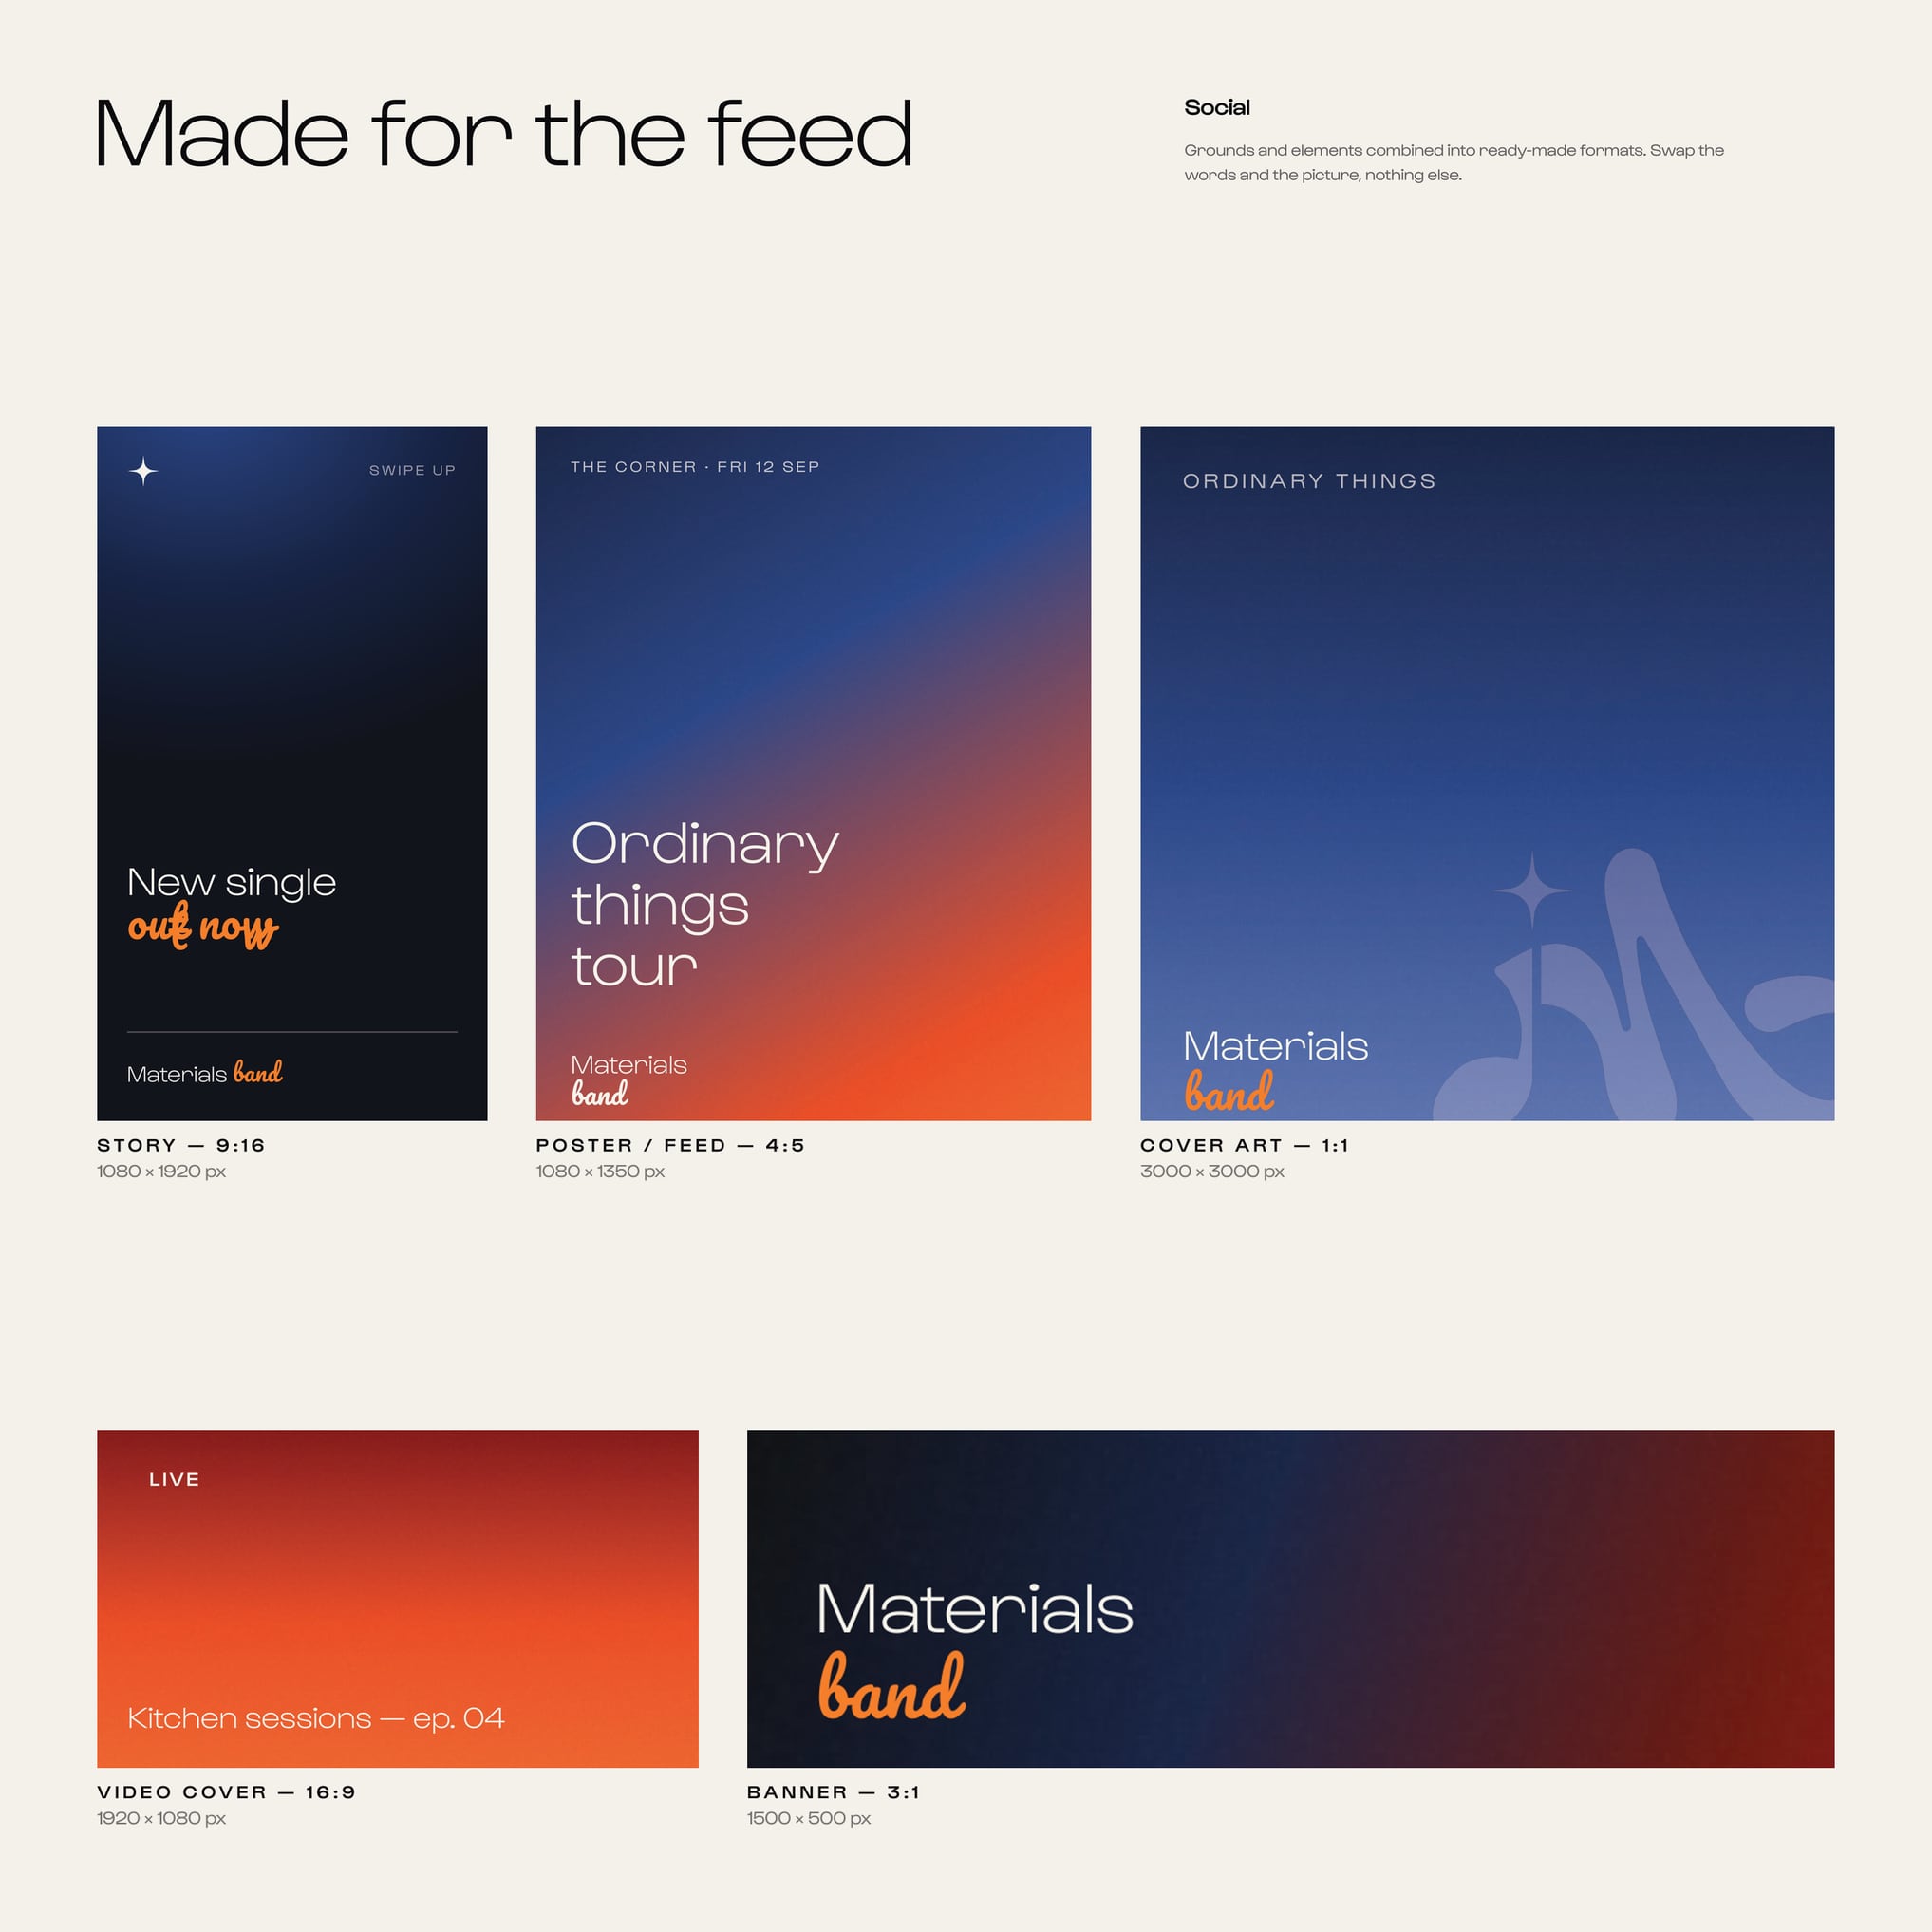 Made for the feed
Social
Grounds and elements combined into ready-made formats. Swap the
words and the picture, nothing else.
SWIPE UP
New single
out now
Materials band
STORY — 9:16
1080 × 1920 px
THE CORNER · FRI 12 SEP
Ordinary
things
tour
Materials
band
POSTER / FEED — 4:5
1080 × 1350 px
ORDINARY THINGS
Materials
band
COVER ART — 1:1
3000 × 3000 px
LIVE
Kitchen sessions — ep. 04
VIDEO COVER — 16:9
1920 × 1080 px
Materials
band
BANNER — 3:1
1500 × 500 px